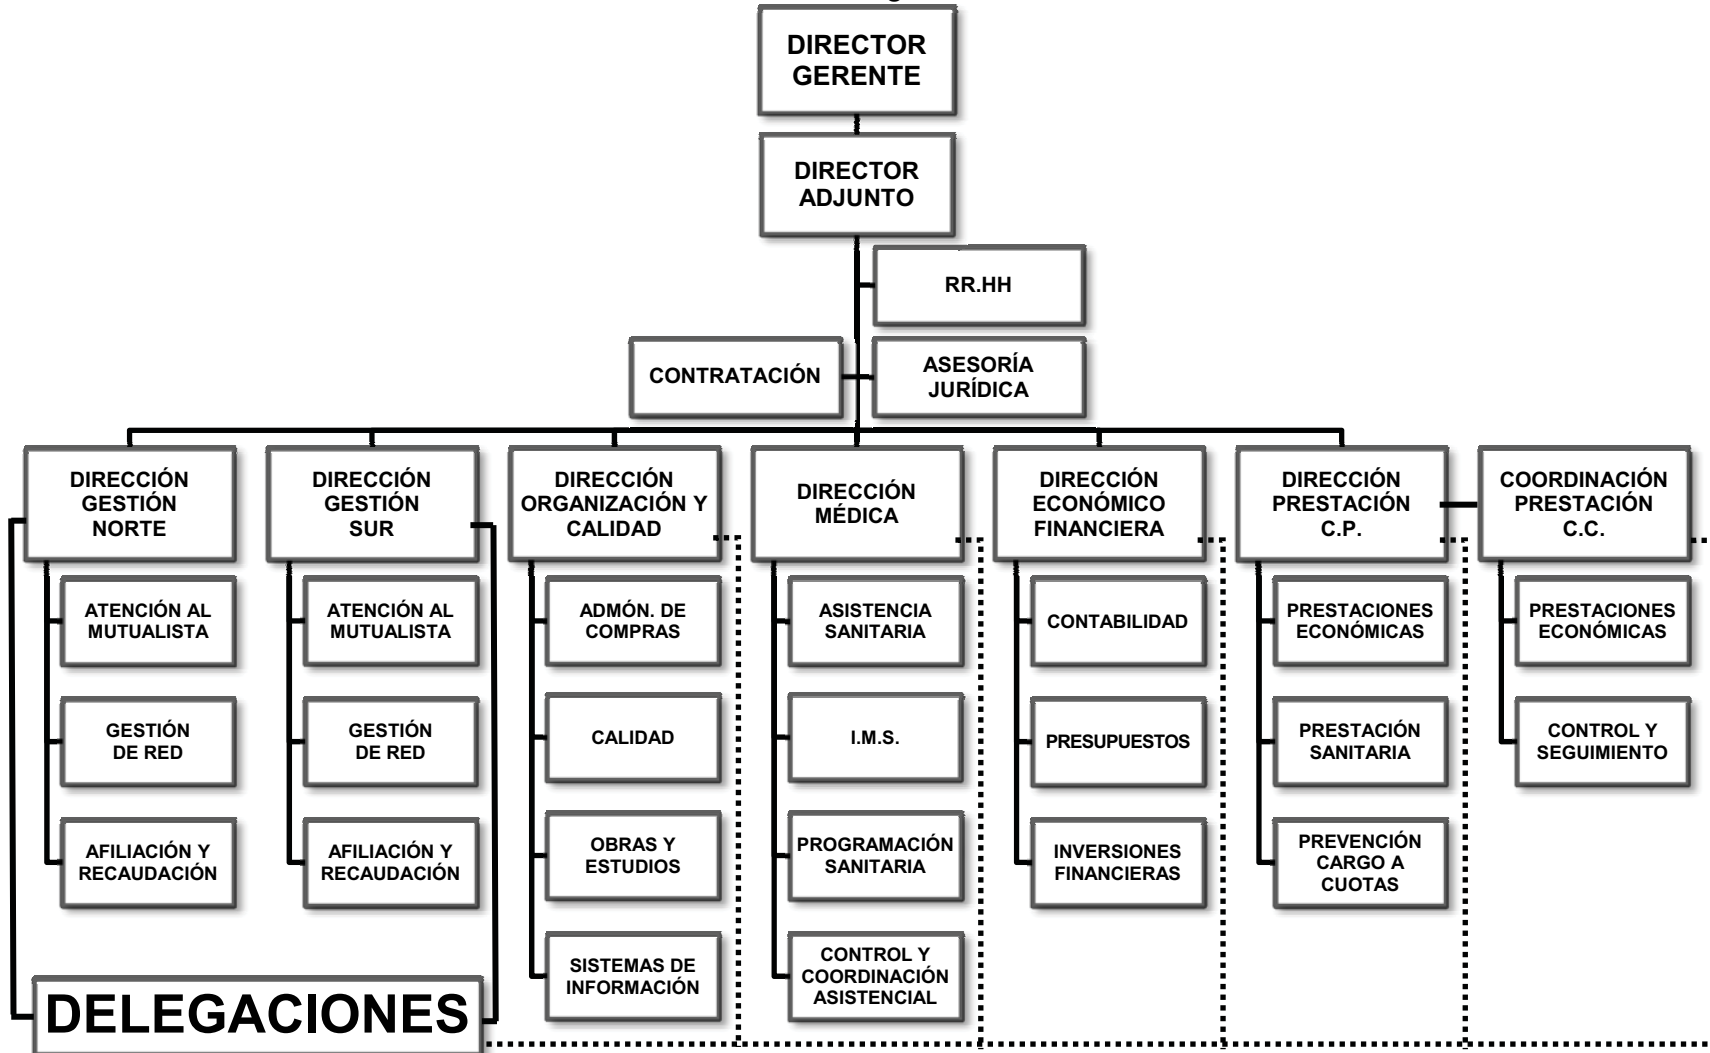 DIRECTOR
GERENTE
DIRECTOR
ADJUNTO
RR.HH
CONTRATACIÓN
ASESORÍA
JURÍDICA
DIRECCIÓN
GESTIÓN
NORTE
DIRECCIÓN
GESTIÓN
SUR
DIRECCIÓN
ORGANIZACIÓN Y
CALIDAD
DIRECCIÓN
MÉDICA
DIRECCIÓN
ECONÓMICO
FINANCIERA
DIRECCIÓN
PRESTACIÓN
C.P.
COORDINACIÓN
PRESTACIÓN
C.C.
ATENCIÓN AL
MUTUALISTA
ATENCIÓN AL
MUTUALISTA
ADMÓN. DE
COMPRAS
ASISTENCIA
SANITARIA
CONTABILIDAD
PRESTACIONES
ECONÓMICAS
PRESTACIONES
ECONÓMICAS
GESTIÓN
DE RED
GESTIÓN
DE RED
CALIDAD
I.M.S.
PRESUPUESTOS
PRESTACIÓN
SANITARIA
CONTROL Y
SEGUIMIENTO
AFILIACIÓN Y
RECAUDACIÓN
AFILIACIÓN Y
RECAUDACIÓN
OBRAS Y
ESTUDIOS
PROGRAMACIÓN
SANITARIA
INVERSIONES
FINANCIERAS
PREVENCIÓN
CARGO A
CUOTAS
SISTEMAS DE
INFORMACIÓN
CONTROL Y
COORDINACIÓN
ASISTENCIAL
DELEGACIONES